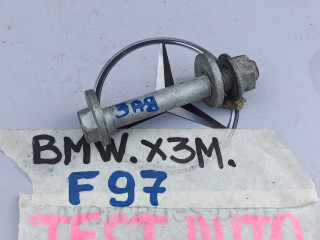 ЗАД
BMW. X3M.
F97
TEST AUTO